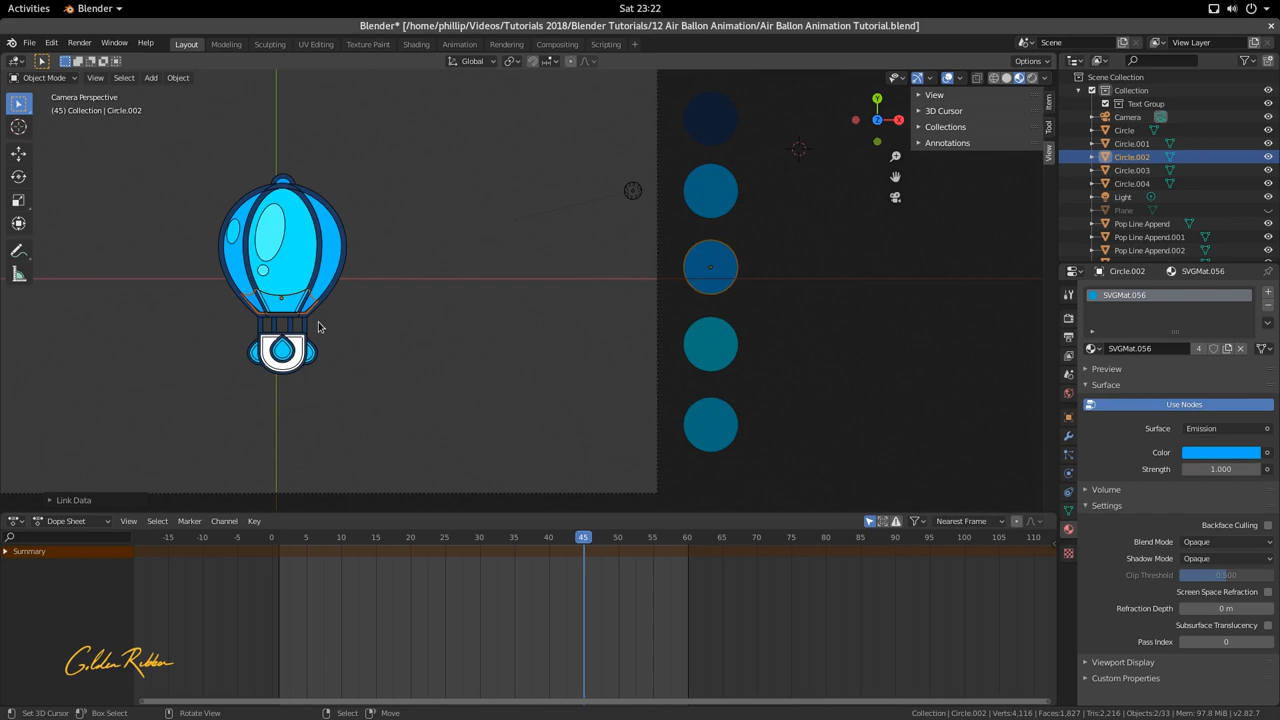 Activities Blender Sat 23:22
Blender* [/home/phillip/Videos/Tutorials 2018/Blender Tutorials/12 Air Ballon Animation/Air Ballon Animation Tutorial.blend]
File Edit Render Window Help Layout Modeling Sculpting UV Editing Texture Paint Shading Animation Rendering Compositing Scripting + Scene View Layer
Global Options
Object Mode View Select Add Object
Camera Perspective
(45) Collection | Circle.002
View
3D Cursor
Collections
Annotations
Item
Tool
View
Y
Z
X
Scene Collection
Collection
Text Group
Camera
Circle
Circle.001
Circle.002
Circle.003
Circle.004
Light
Plane
Pop Line Append
Pop Line Append.001
Pop Line Append.002
Circle.002 SVGMat.056
SVGMat.056
SVGMat.056 4
Preview
Surface
Use Nodes
Surface Emission
Color
Strength 1.000
Volume
Settings
Backface Culling
Blend Mode Opaque
Shadow Mode Opaque
Clip Threshold 0.500
Screen Space Refraction
Refraction Depth 0 m
Subsurface Translucency
Pass Index 0
Viewport Display
Custom Properties
Link Data
Dope Sheet View Select Marker Channel Key Nearest Frame
-15 -10 -5 0 5 10 15 20 25 30 35 40 45 50 55 60 65 70 75 80 85 90 95 100 105 110
Summary
Golden Ribbon
Set 3D Cursor Box Select Rotate View Select Move Collection | Circle.002 | Verts:4,116 | Faces:1,827 | Tris:2,216 | Objects:2/33 | Mem: 97.8 MiB | v2.82.7